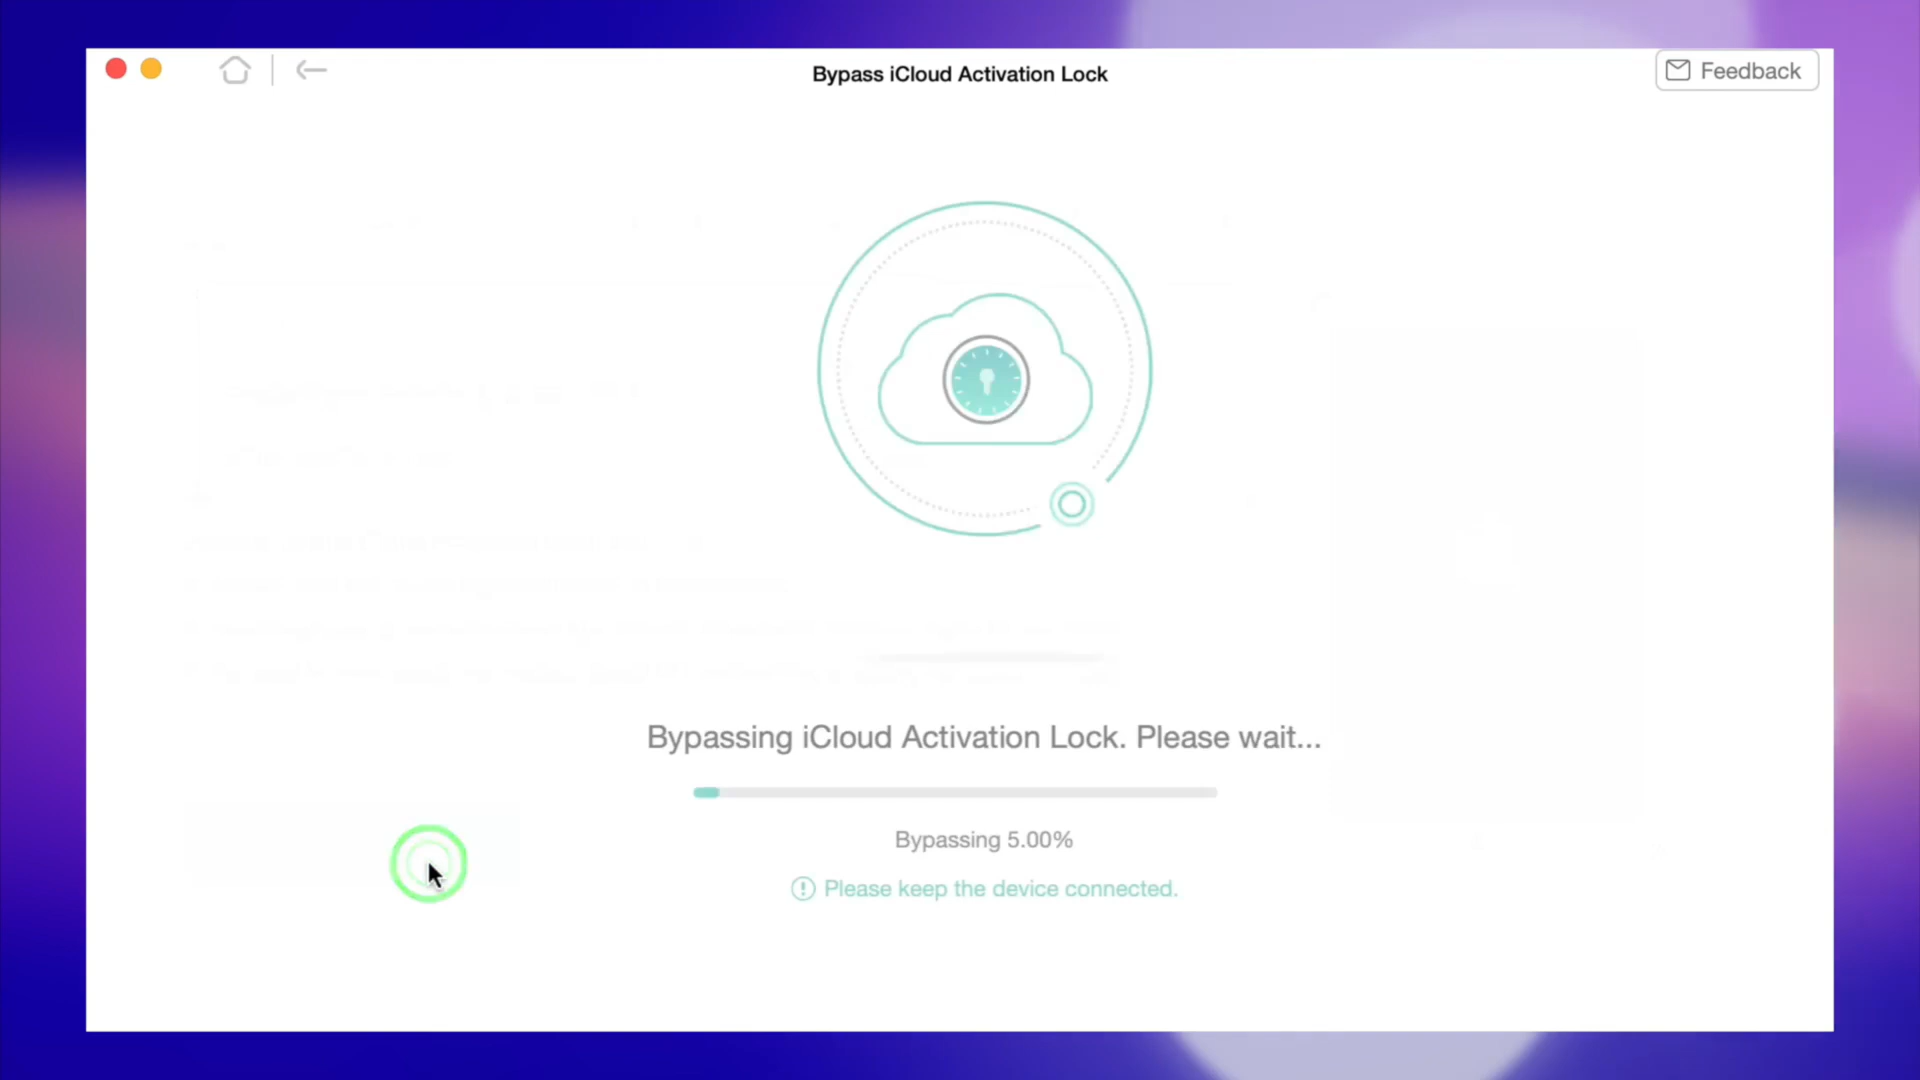 Bypass iCloud Activation Lock
Feedback
Bypassing iCloud Activation Lock. Please wait...
Bypassing 5.00%
Please keep the device connected.